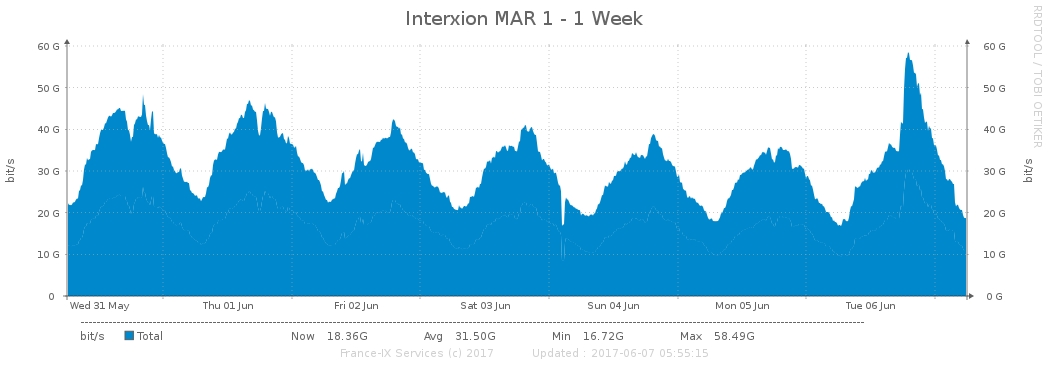 Interxion MAR 1 - 1 Week
RRDTOOL / TOBI OETIKER
60 G 60 G
50 G 50 G
40 G 40 G
30 G 30 G
20 G 20 G
10 G 10 G
0 0 G
bit/s bit/s
Wed 31 May Thu 01 Jun Fri 02 Jun Sat 03 Jun Sun 04 Jun Mon 05 Jun Tue 06 Jun
bit/s Total Now 18.36G Avg 31.50G Min 16.72G Max 58.49G
France-IX Services (c) 2017 Updated : 2017-06-07 05:55:15